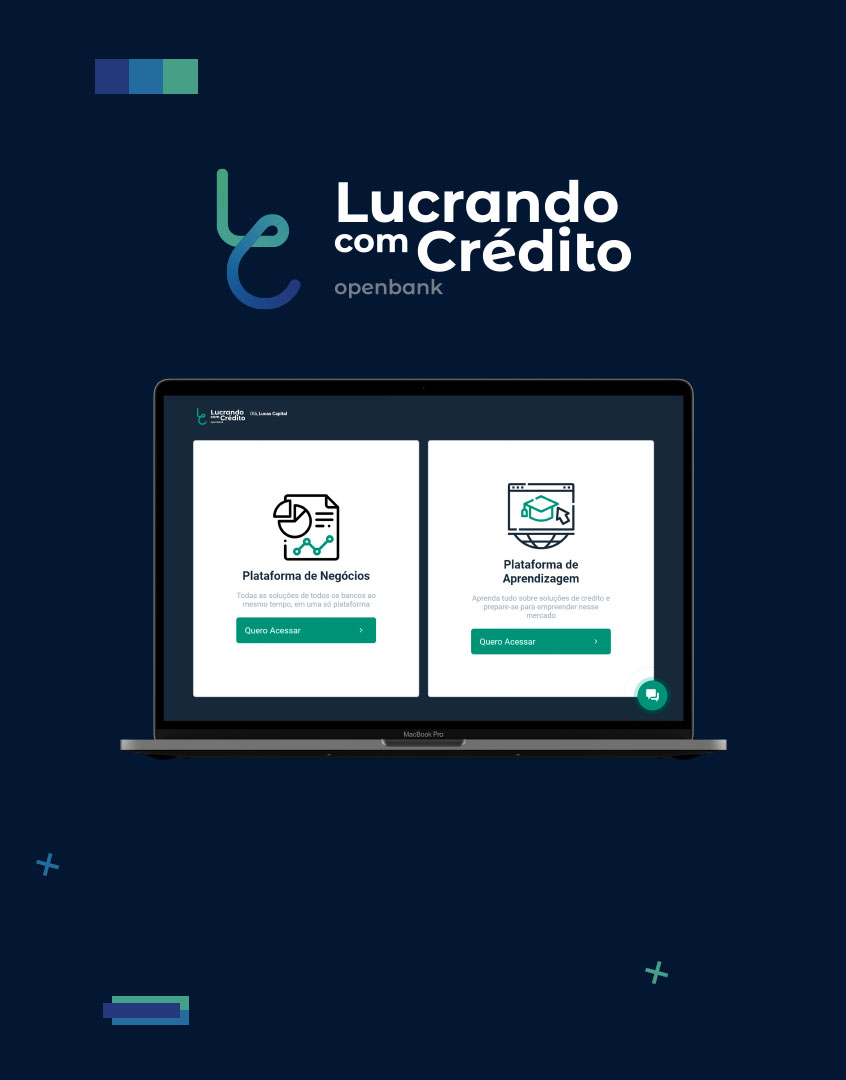 Lucrando
com Crédito
openbank
Lucrando
com Crédito
openbank
Olá, Lucas Capital
Plataforma de Negócios
Todas as soluções de todos os bancos ao
mesmo tempo, em uma só plataforma
Quero Acessar
Plataforma de
Aprendizagem
Aprenda tudo sobre soluções de credito e
prepare-se para empreender nesse
mercado
Quero Acessar
MacBook Pro